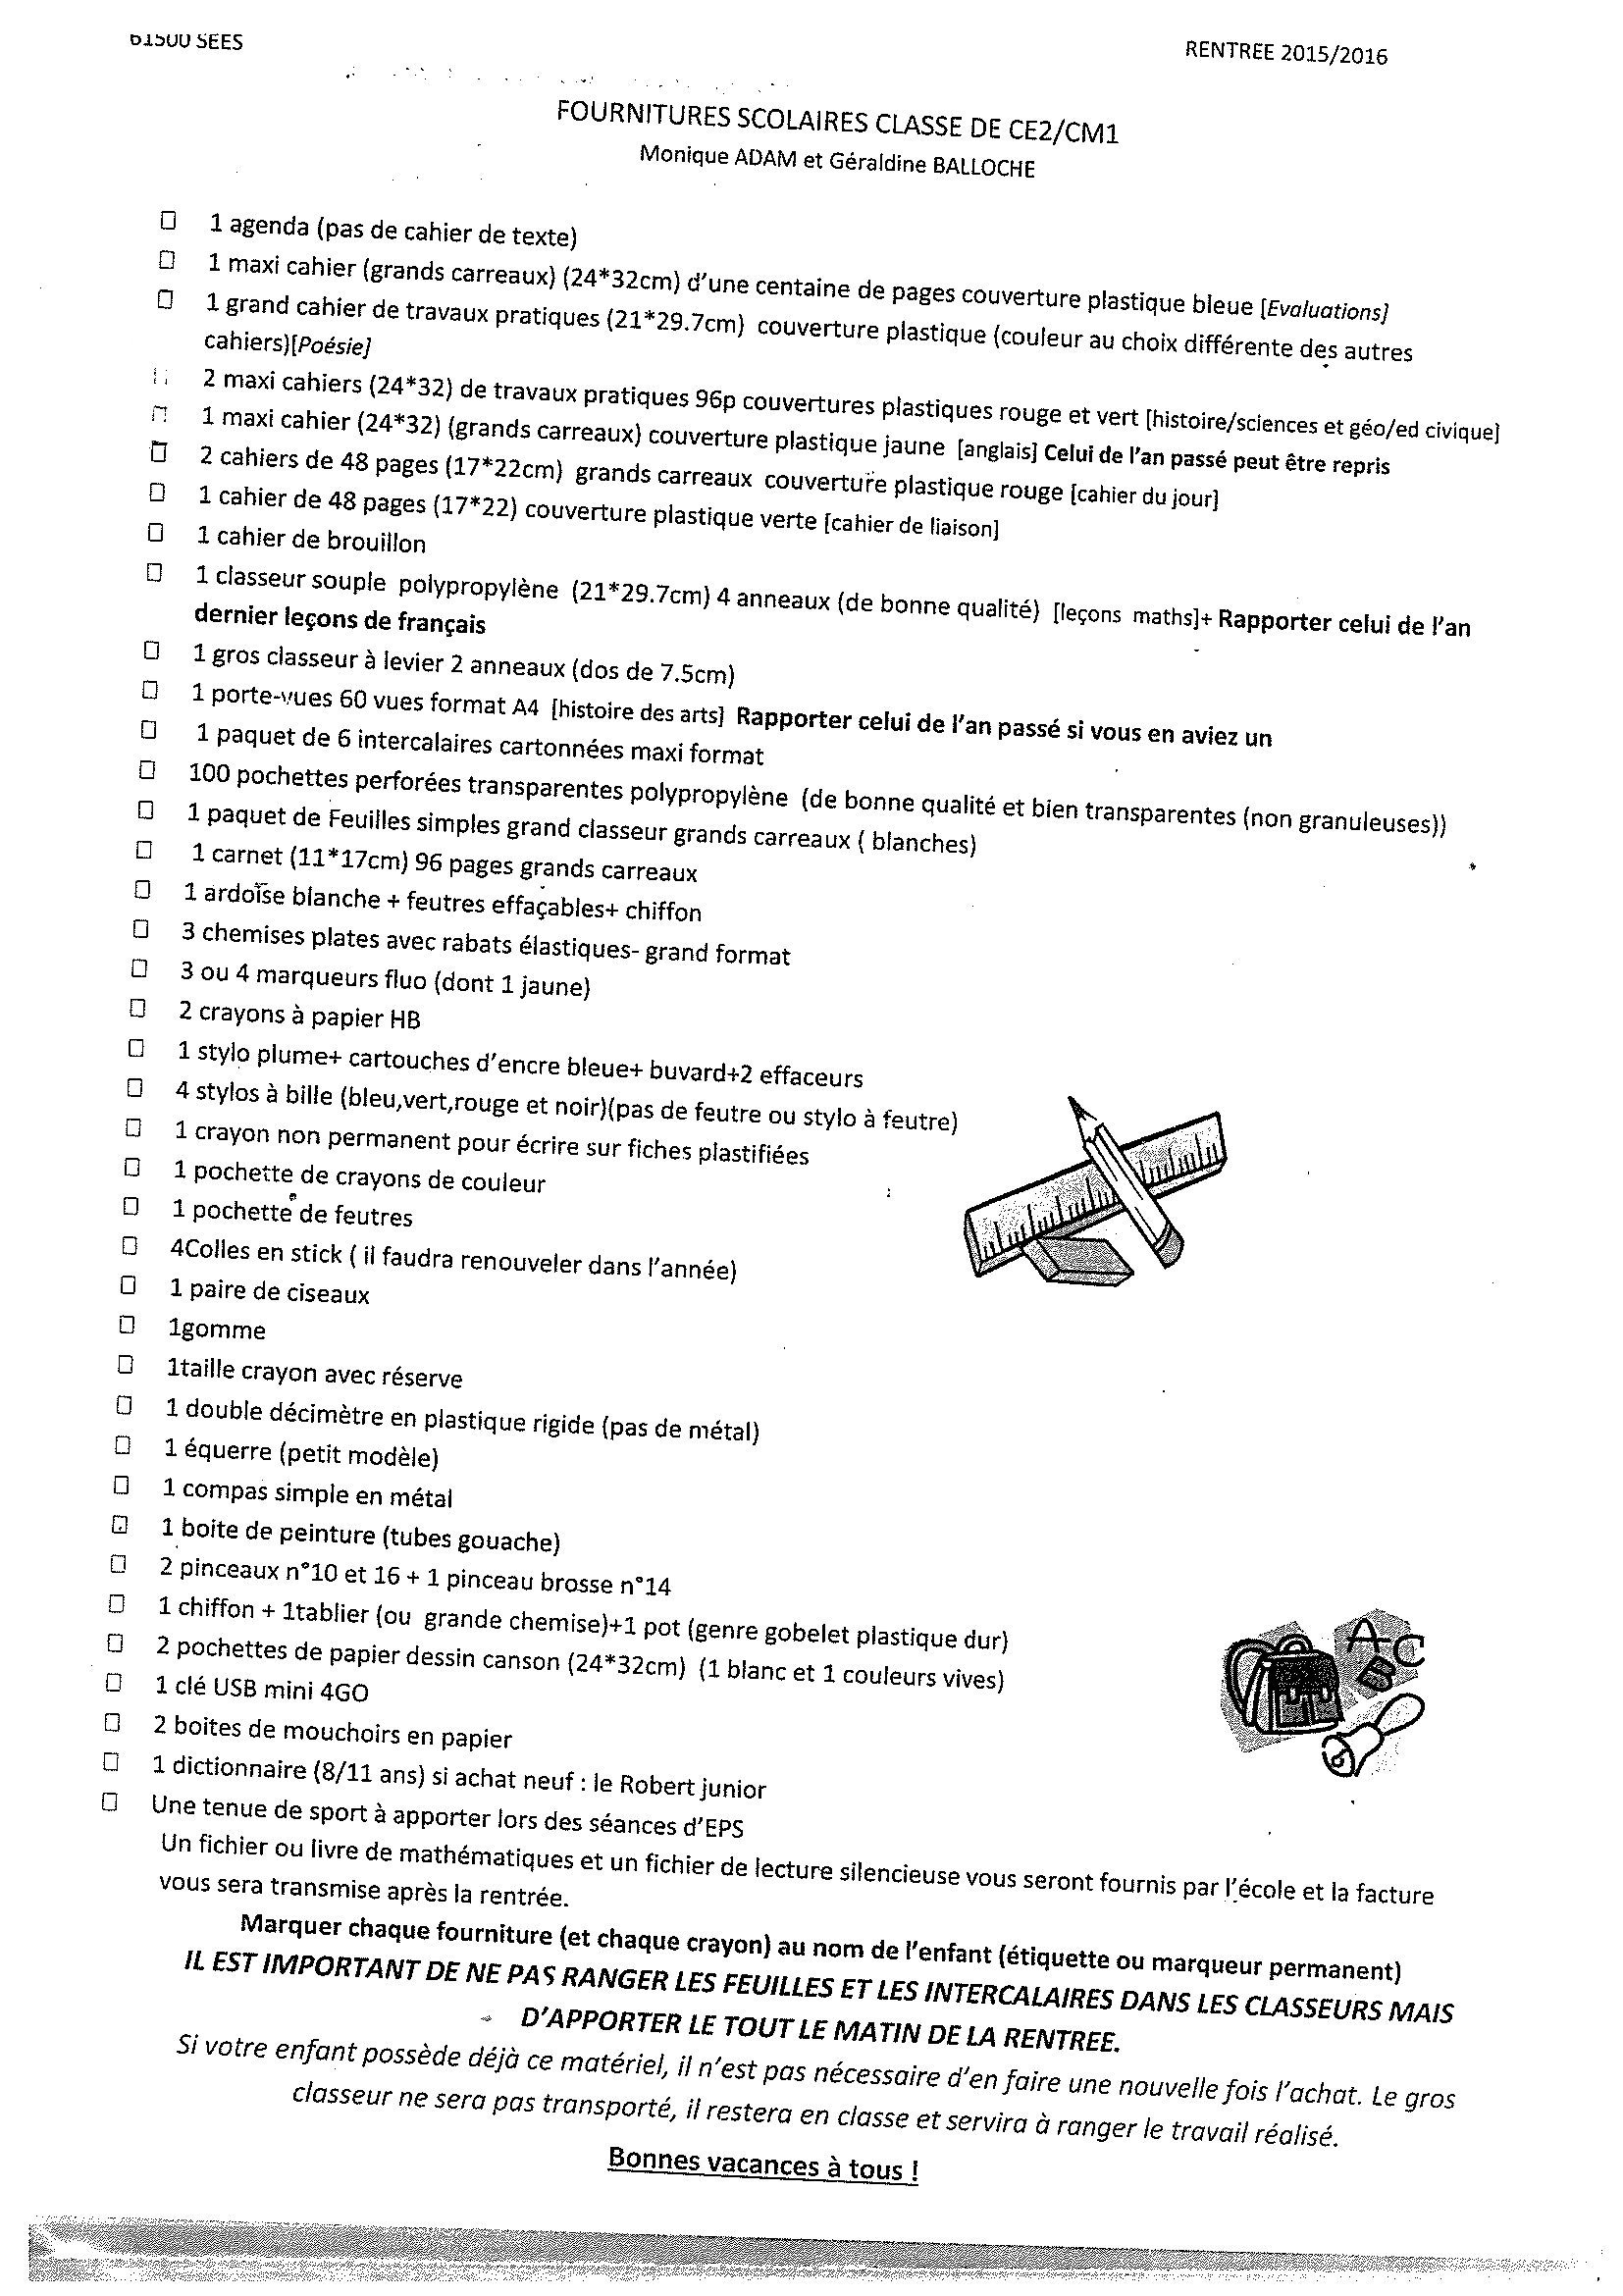 61500 SEES
RENTREE 2015/2016
FOURNITURES SCOLAIRES CLASSE DE CE2/CM1
Monique ADAM et Géraldine BALLOCHE
1 agenda (pas de cahier de texte)
1 maxi cahier (grands carreaux) (24*32cm) d'une centaine de pages couverture plastique bleue [Evaluations]
1 grand cahier de travaux pratiques (21*29.7cm) couverture plastique (couleur au choix différente des autres
cahiers)[Poésie]
2 maxi cahiers (24*32) de travaux pratiques 96p couvertures plastiques rouge et vert [histoire/sciences et géo/ed civique]
1 maxi cahier (24*32) (grands carreaux) couverture plastique jaune [anglais] Celui de l'an passé peut être repris
2 cahiers de 48 pages (17*22cm) grands carreaux couverture plastique rouge [cahier du jour]
1 cahier de 48 pages (17*22) couverture plastique verte [cahier de liaison]
1 cahier de brouillon
1 classeur souple polypropylène (21*29.7cm) 4 anneaux (de bonne qualité) [leçons maths]+ Rapporter celui de l'an
dernier leçons de français
1 gros classeur à levier 2 anneaux (dos de 7.5cm)
1 porte-vues 60 vues format A4 [histoire des arts] Rapporter celui de l'an passé si vous en aviez un
1 paquet de 6 intercalaires cartonnées maxi format
100 pochettes perforées transparentes polypropylène (de bonne qualité et bien transparentes (non granuleuses))
1 paquet de Feuilles simples grand classeur grands carreaux ( blanches)
1 carnet (11*17cm) 96 pages grands carreaux
1 ardoise blanche + feutres effaçables+ chiffon
3 chemises plates avec rabats élastiques- grand format
3 ou 4 marqueurs fluo (dont 1 jaune)
2 crayons à papier HB
1 stylo plume+ cartouches d'encre bleue+ buvard+2 effaceurs
4 stylos à bille (bleu,vert,rouge et noir)(pas de feutre ou stylo à feutre)
1 crayon non permanent pour écrire sur fiches plastifiées
1 pochette de crayons de couleur
1 pochette de feutres
4Colles en stick ( il faudra renouveler dans l'année)
1 paire de ciseaux
1gomme
1taille crayon avec réserve
1 double décimètre en plastique rigide (pas de métal)
1 équerre (petit modèle)
1 compas simple en métal
1 boite de peinture (tubes gouache)
2 pinceaux n°10 et 16 + 1 pinceau brosse n°14
1 chiffon + 1tablier (ou grande chemise)+1 pot (genre gobelet plastique dur)
2 pochettes de papier dessin canson (24*32cm) (1 blanc et 1 couleurs vives)
1 clé USB mini 4GO
2 boites de mouchoirs en papier
1 dictionnaire (8/11 ans) si achat neuf : le Robert junior
Une tenue de sport à apporter lors des séances d'EPS
Un fichier ou livre de mathématiques et un fichier de lecture silencieuse vous seront fournis par l'école et la facture
vous sera transmise après la rentrée.
Marquer chaque fourniture (et chaque crayon) au nom de l'enfant (étiquette ou marqueur permanent)
IL EST IMPORTANT DE NE PAS RANGER LES FEUILLES ET LES INTERCALAIRES DANS LES CLASSEURS MAIS
D'APPORTER LE TOUT LE MATIN DE LA RENTREE.
Si votre enfant possède déjà ce matériel, il n'est pas nécessaire d'en faire une nouvelle fois l'achat. Le gros
classeur ne sera pas transporté, il restera en classe et servira à ranger le travail réalisé.
Bonnes vacances à tous !
A B C